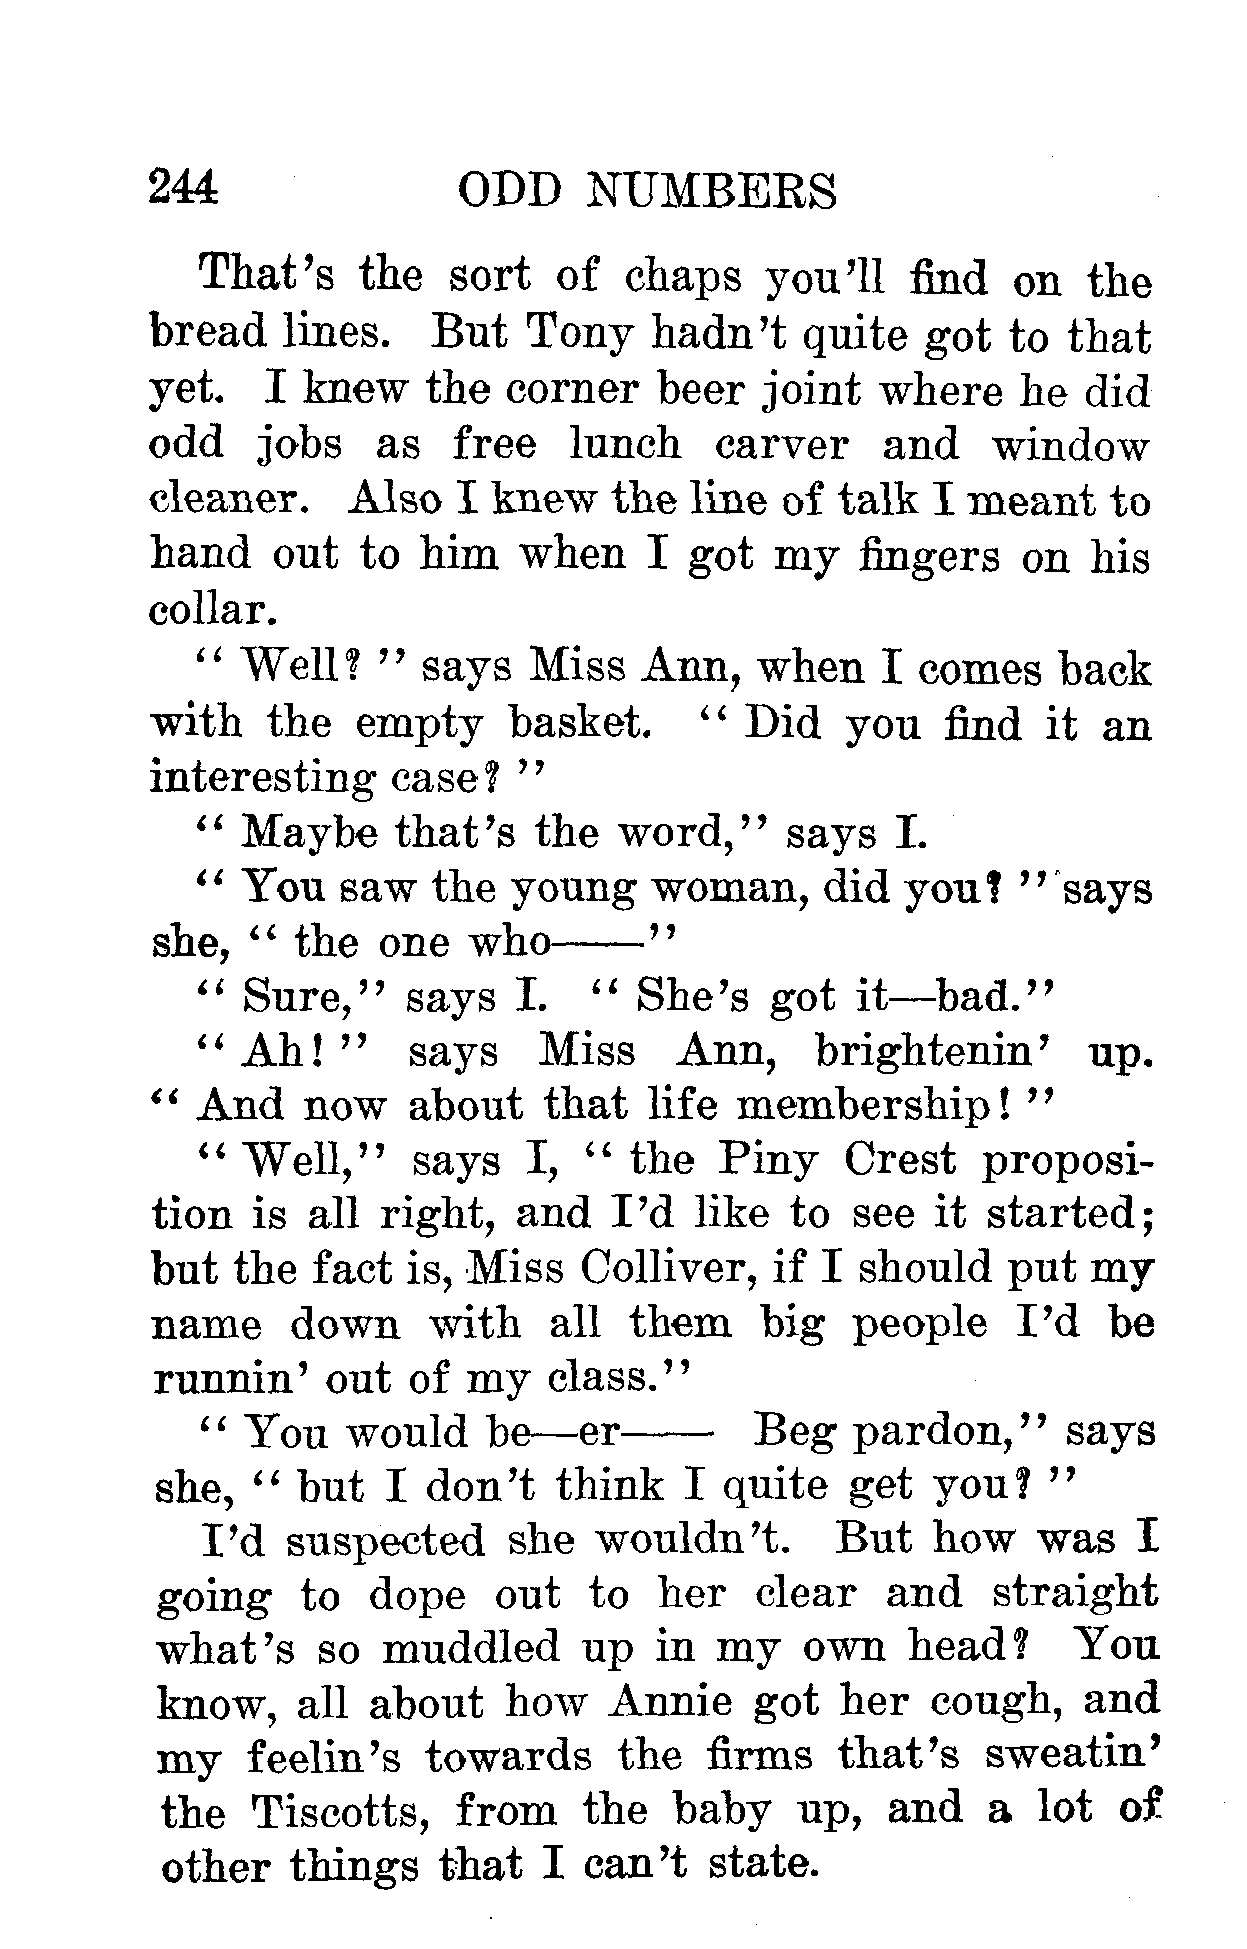 244 ODD NUMBERS
That's the sort of chaps you'll find on the
bread lines. But Tony hadn't quite got to that
yet. I knew the corner beer joint where he did
odd jobs as free lunch carver and window
cleaner. Also I knew the line of talk I meant to
hand out to him when I got my fingers on his
collar.
"Well?" says Miss Ann, when I comes back
with the empty basket. "Did you find it an
interesting case?"
"Maybe that's the word," says I.
"You saw the young woman, did you?" says
she, "the one who——"
"Sure," says I. "She's got it—bad."
"Ah!" says Miss Ann, brightenin' up.
"And now about that life membership!"
"Well," says I, "the Piny Crest proposi-
tion is all right, and I'd like to see it started;
but the fact is, Miss Colliver, if I should put my
name down with all them big people I'd be
runnin' out of my class."
"You would be—er—— Beg pardon," says
she, "but I don't think I quite get you?"
I'd suspected she wouldn't. But how was I
going to dope out to her clear and straight
what's so muddled up in my own head? You
know, all about how Annie got her cough, and
my feelin's towards the firms that's sweatin'
the Tiscotts, from the baby up, and a lot of
other things that I can't state.